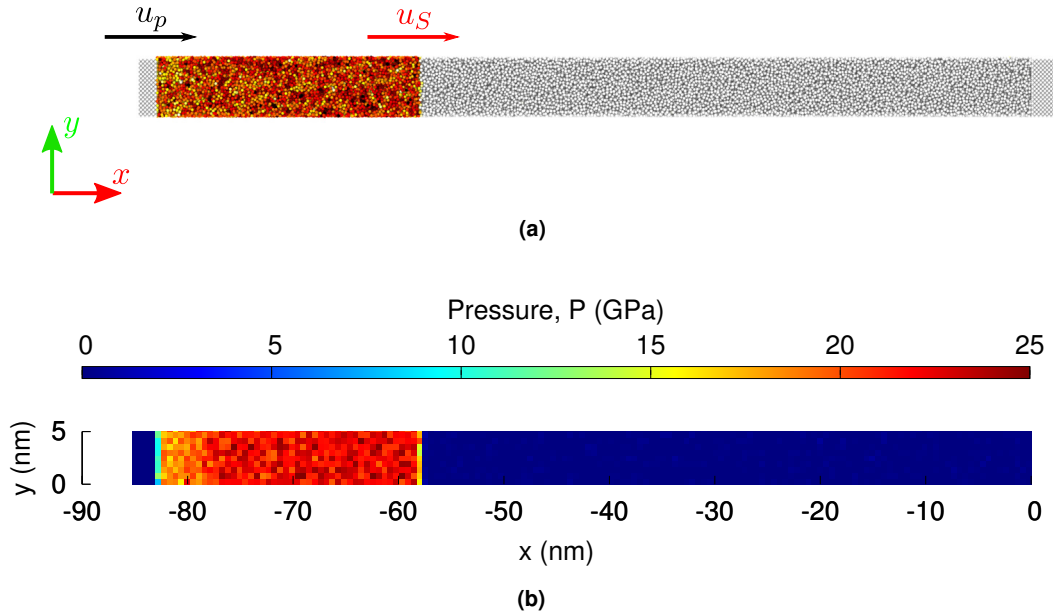 u_p u_S
y
x
(a)
Pressure, P (GPa)
0 5 10 15 20 25
5
0
y (nm)
-90 -80 -70 -60 -50 -40 -30 -20 -10 0
x (nm)
(b)